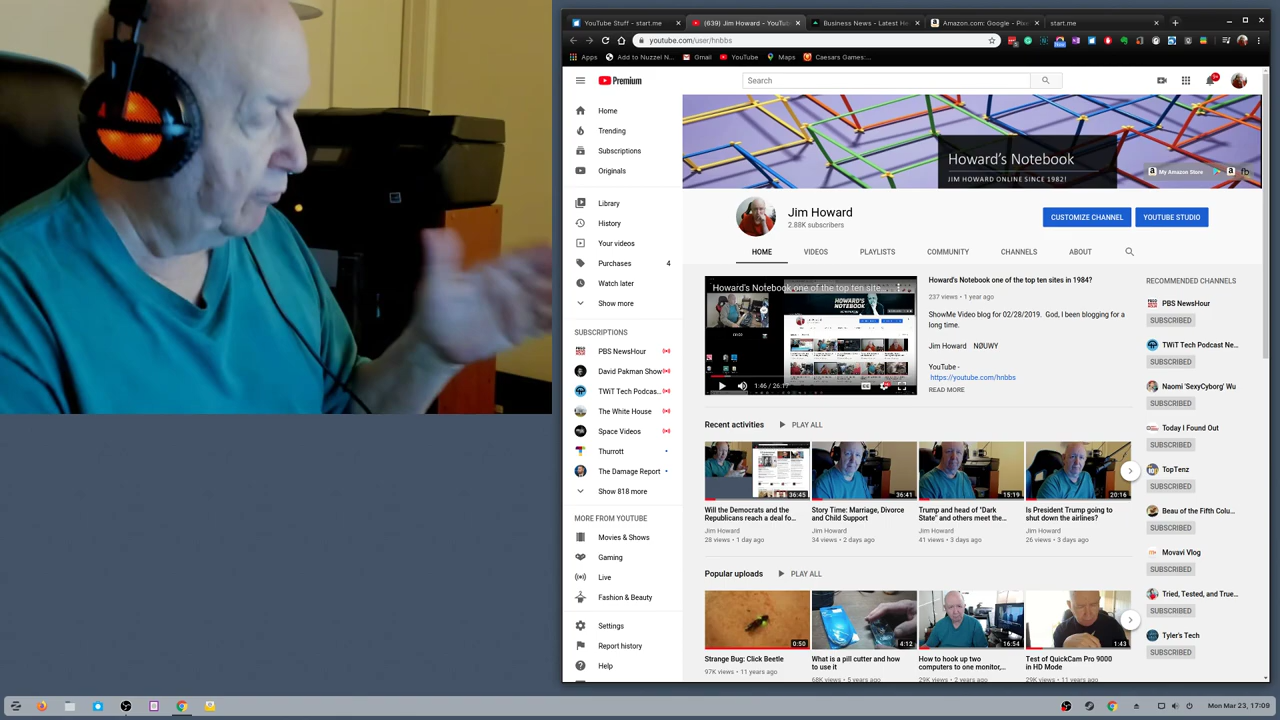 YouTube Stuff - start.me
(639) Jim Howard - YouTu
Business News - Latest He
Amazon.com: Google - Pixe
start.me
youtube.com/user/hnbbs
Apps
Add to Nuzzel N...
Gmail
YouTube
Maps
Caesars Games:...
Premium
Search
Home
Trending
Subscriptions
Originals
Library
History
Your videos
Purchases 4
Watch later
Show more
SUBSCRIPTIONS
PBS NewsHour
David Pakman Show
TWiT Tech Podcas...
The White House
Space Videos
Thurrott
The Damage Report
Show 818 more
MORE FROM YOUTUBE
Movies & Shows
Gaming
Live
Fashion & Beauty
Settings
Report history
Help
Howard's Notebook
JIM HOWARD ONLINE SINCE 1982!
My Amazon Store
Jim Howard
2.88K subscribers
CUSTOMIZE CHANNEL
YOUTUBE STUDIO
HOME
VIDEOS
PLAYLISTS
COMMUNITY
CHANNELS
ABOUT
Howard's Notebook one of the top ten site...
HOWARD'S
NOTEBOOK
1:46 / 26:17
Howard's Notebook one of the top ten sites in 1984?
237 views • 1 year ago
ShowMe Video blog for 02/28/2019. God, I been blogging for a
long time.
Jim Howard NØUWY
YouTube -
https://youtube.com/hnbbs
READ MORE
Recent activities
PLAY ALL
36:45
Will the Democrats and the
Republicans reach a deal fo...
Jim Howard
28 views • 1 day ago
36:41
Story Time: Marriage, Divorce
and Child Support
Jim Howard
34 views • 2 days ago
15:19
Trump and head of "Dark
State" and others meet the...
Jim Howard
41 views • 3 days ago
20:16
Is President Trump going to
shut down the airlines?
Jim Howard
26 views • 3 days ago
Popular uploads
PLAY ALL
0:50
Strange Bug: Click Beetle
97K views • 11 years ago
4:12
What is a pill cutter and how
to use it
68K views • 5 years ago
16:54
How to hook up two
computers to one monitor,...
29K views • 2 years ago
1:43
Test of QuickCam Pro 9000
in HD Mode
29K views • 11 years ago
RECOMMENDED CHANNELS
PBS NewsHour
SUBSCRIBED
TWiT Tech Podcast Ne...
SUBSCRIBED
Naomi 'SexyCyborg' Wu
SUBSCRIBED
Today I Found Out
SUBSCRIBED
TopTenz
SUBSCRIBED
Beau of the Fifth Colu...
SUBSCRIBED
Movavi Vlog
SUBSCRIBED
Tried, Tested, and True...
SUBSCRIBED
Tyler's Tech
SUBSCRIBED
Mon Mar 23, 17:09